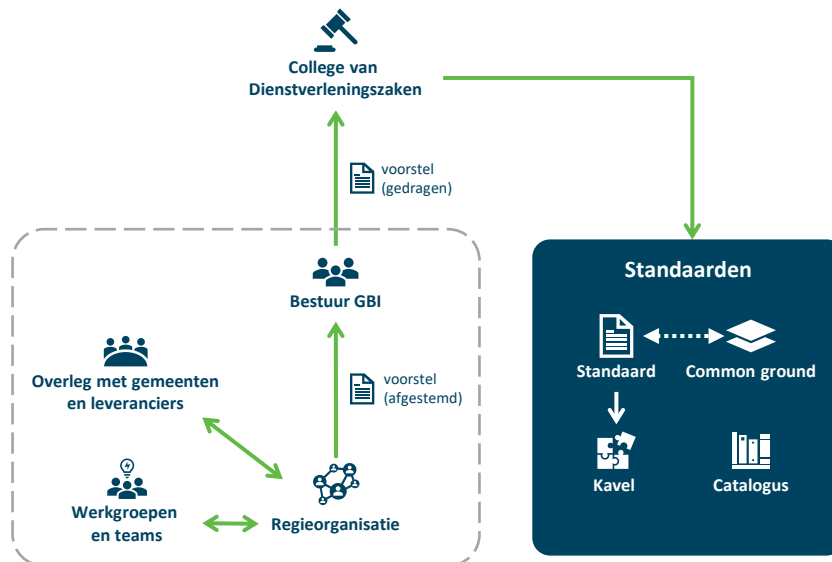 College van
Dienstverleningszaken
voorstel
(gedragen)
Bestuur GBI
Overleg met gemeenten
en leveranciers
voorstel
(afgestemd)
Werkgroepen
en teams
Regieorganisatie
Standaarden
Standaard
Common ground
Kavel
Catalogus